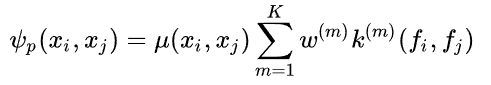 ψ_p(x_i, x_j) = μ(x_i, x_j) ∑_{m=1}^{K} w^{(m)} k^{(m)}(f_i, f_j)